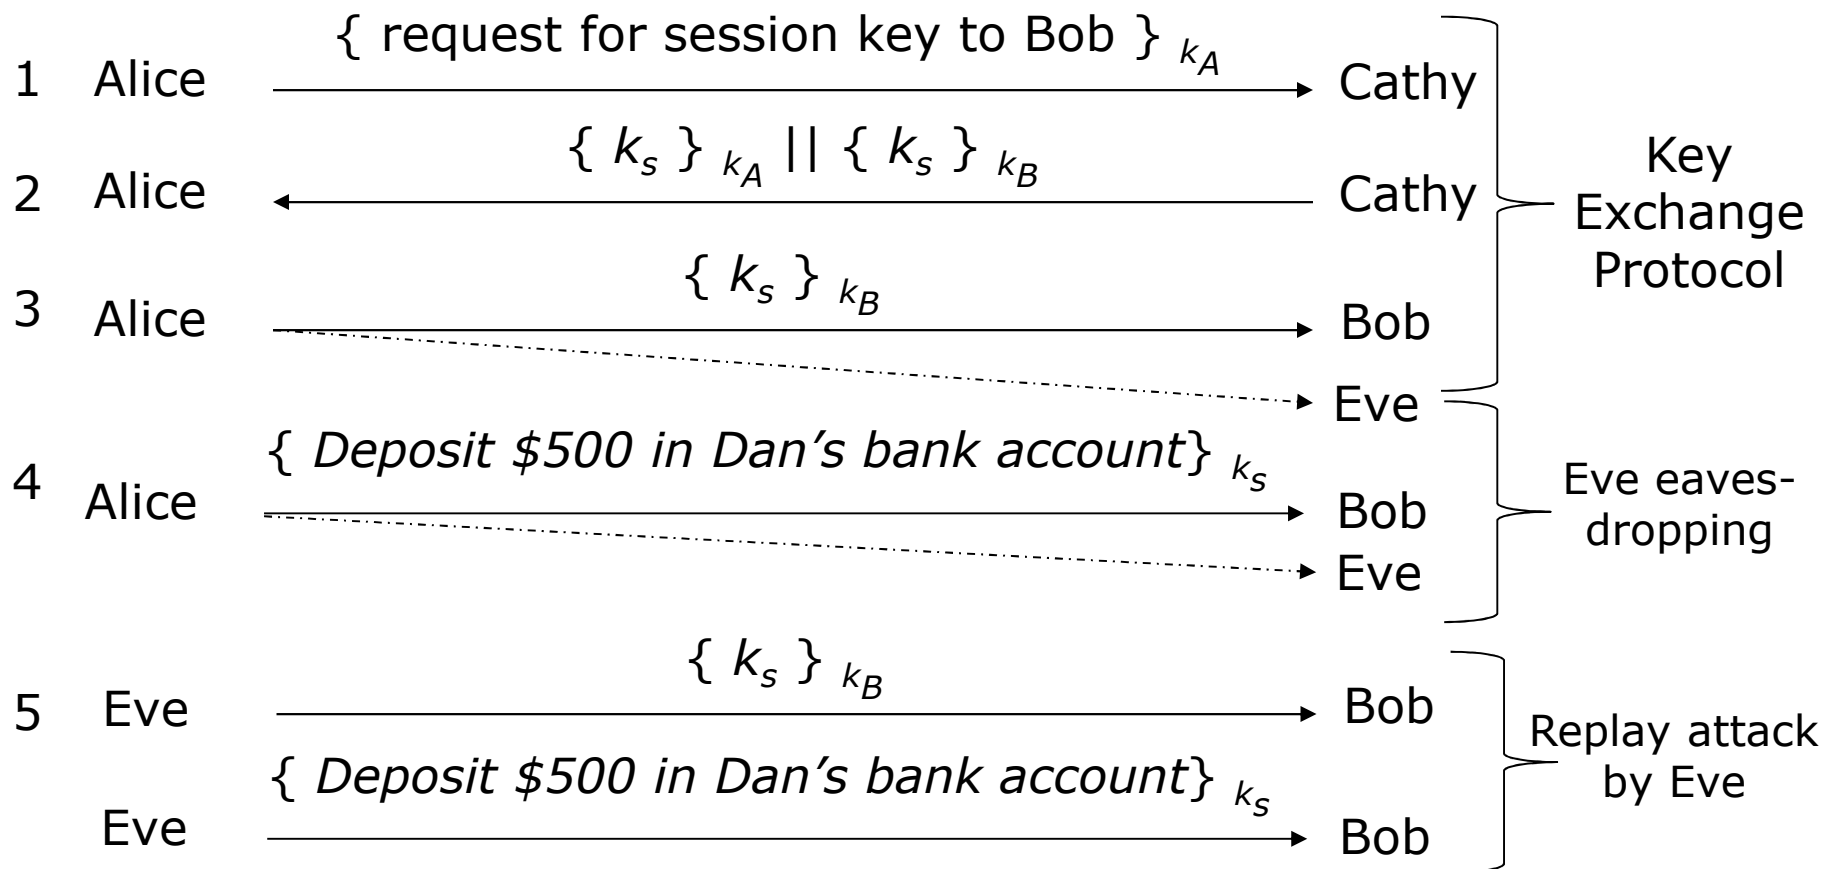 { request for session key to Bob } kA
1 Alice Cathy
{ ks } kA || { ks } kB
2 Alice Cathy
Key
Exchange
Protocol
{ ks } kB
3 Alice Bob
Eve
{ Deposit $500 in Dan’s bank account} kS
4 Alice Bob
Eve
Eve eaves-
dropping
{ ks } kB
5 Eve Bob
{ Deposit $500 in Dan’s bank account} kS
Eve Bob
Replay attack
by Eve